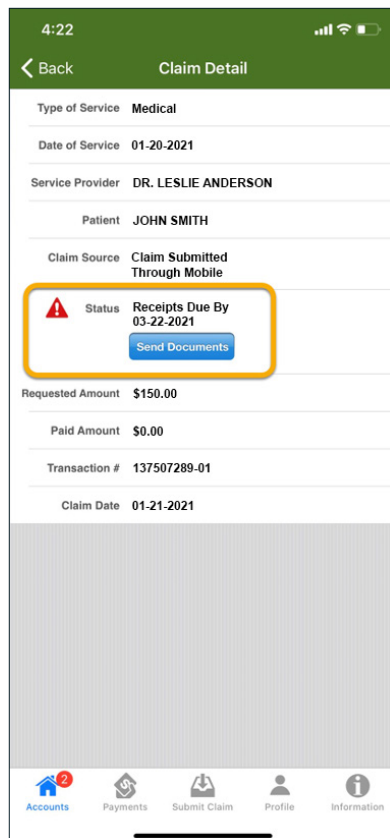 4:22
Back Claim Detail
Type of Service Medical
Date of Service 01-20-2021
Service Provider DR. LESLIE ANDERSON
Patient JOHN SMITH
Claim Source Claim Submitted
Through Mobile
Status Receipts Due By
03-22-2021
Send Documents
Requested Amount $150.00
Paid Amount $0.00
Transaction # 137507289-01
Claim Date 01-21-2021
2
Accounts Payments Submit Claim Profile Information